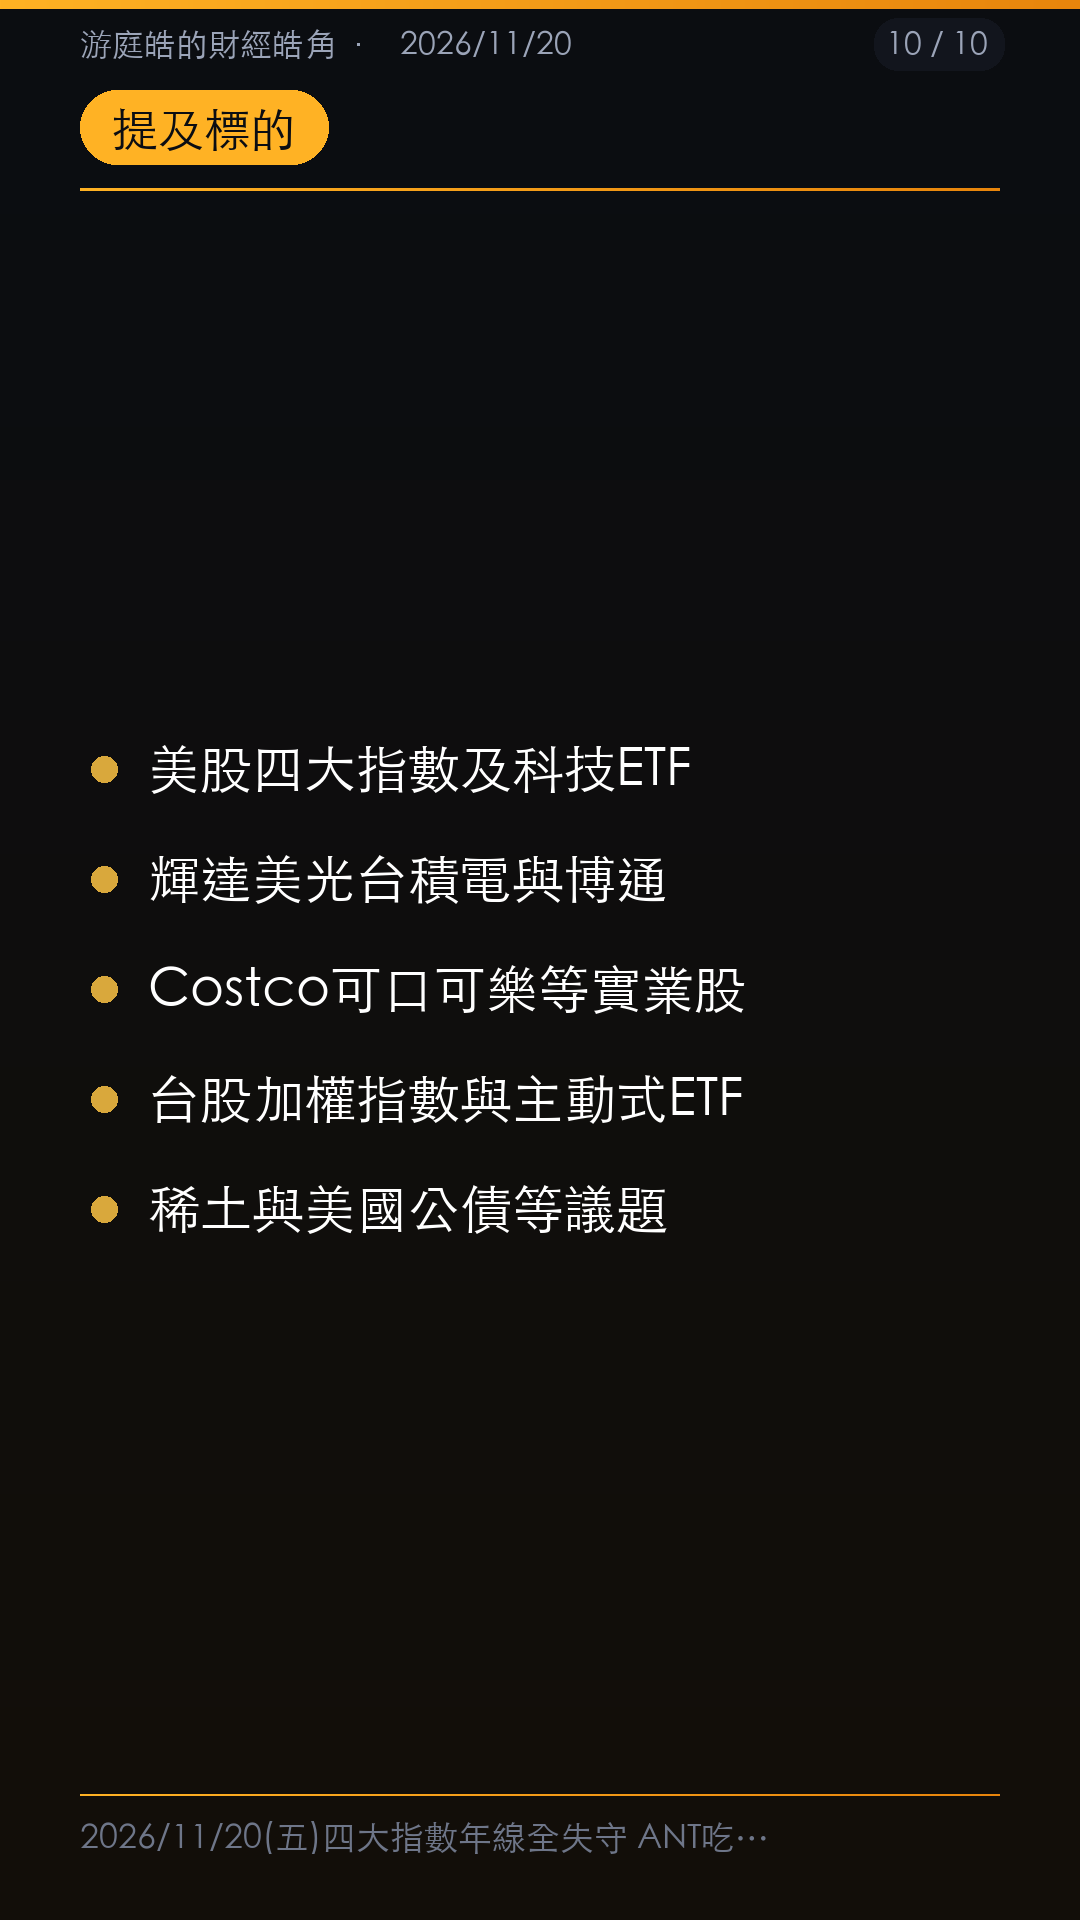 游庭皓的財經皓角 · 2026/11/20
10 / 10
提及標的
美股四大指數及科技ETF
輝達美光台積電與博通
Costco可口可樂等實業股
台股加權指數與主動式ETF
稀土與美國公債等議題
2026/11/20(五)四大指數年線全失守 ANT吃…